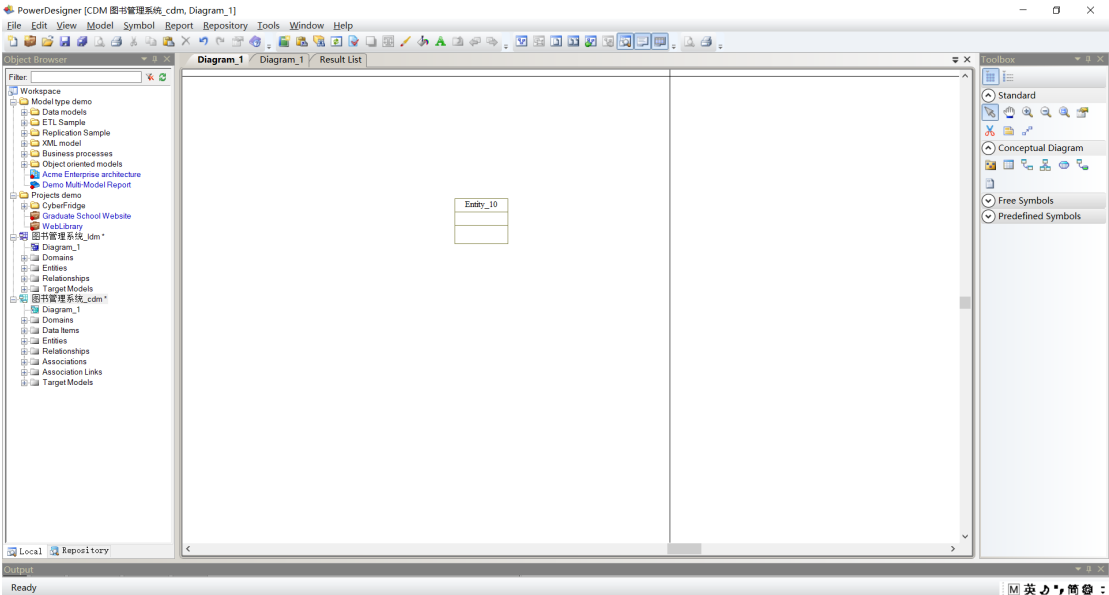 PowerDesigner [CDM 图书管理系统_cdm, Diagram_1]
File Edit View Model Symbol Report Repository Tools Window Help
Object Browser
Diagram_1 Diagram_1 Result List
Toolbox
Filter:
Workspace
Model type demo
Data models
ETL Sample
Replication Sample
XML model
Business processes
Object oriented models
Acme Enterprise architecture
Demo Multi-Model Report
Projects demo
CyberFridge
Graduate School Website
WebLibrary
图书管理系统_ldm *
Diagram_1
Domains
Entities
Relationships
Target Models
图书管理系统_cdm *
Diagram_1
Domains
Data Items
Entities
Relationships
Associations
Association Links
Target Models
Entity_10
Standard
Conceptual Diagram
Free Symbols
Predefined Symbols
Local Repository
Output
Ready
M 英 简